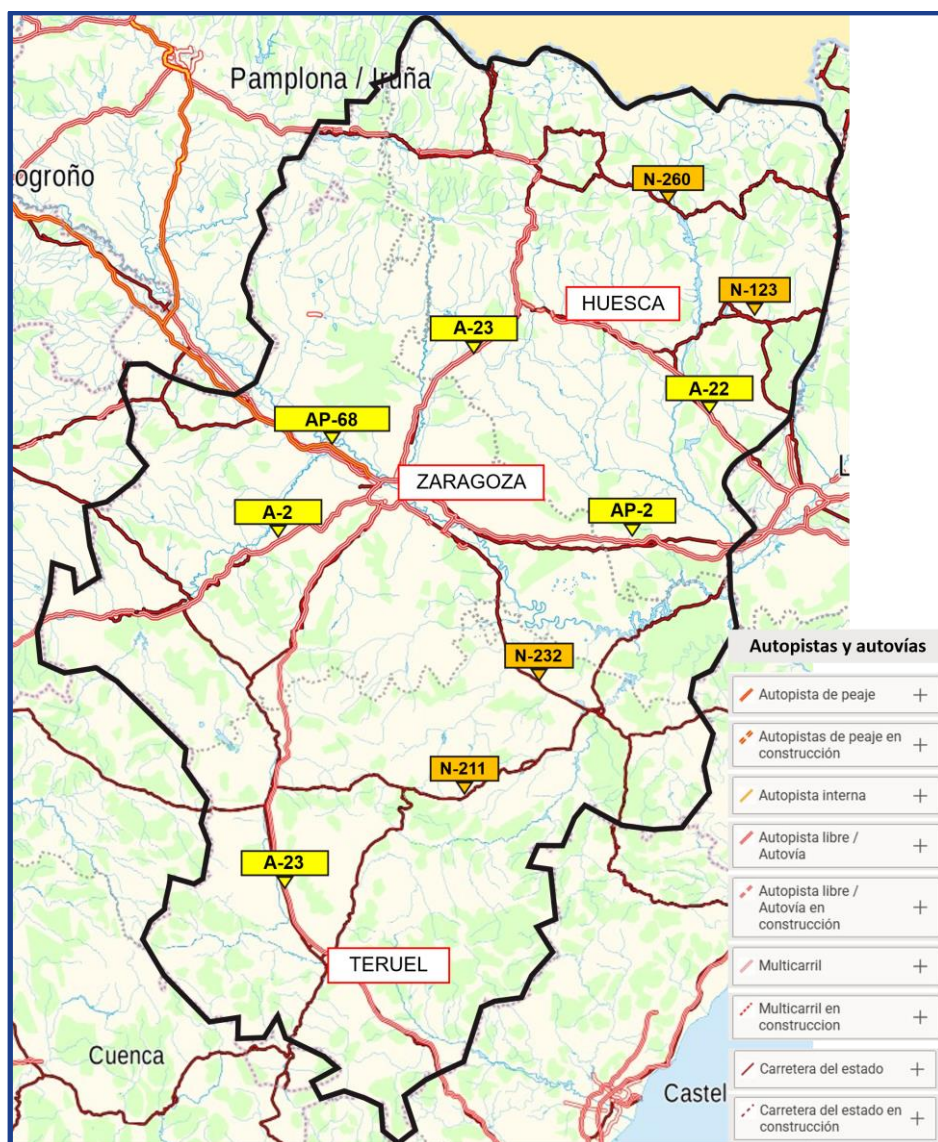 Pamplona / Iruña
ogroño
N-260
N-123
HUESCA
A-23
A-22
AP-68
ZARAGOZA
L
A-2
AP-2
N-232
N-211
A-23
TERUEL
Cuenca
Castel
Autopistas y autovías
Autopista de peaje +
Autopistas de peaje en
construcción +
Autopista interna +
Autopista libre /
Autovía +
Autopista libre /
Autovía en
construcción +
Multicarril +
Multicarril en
construccion +
Carretera del estado +
Carretera del estado en
construcción +